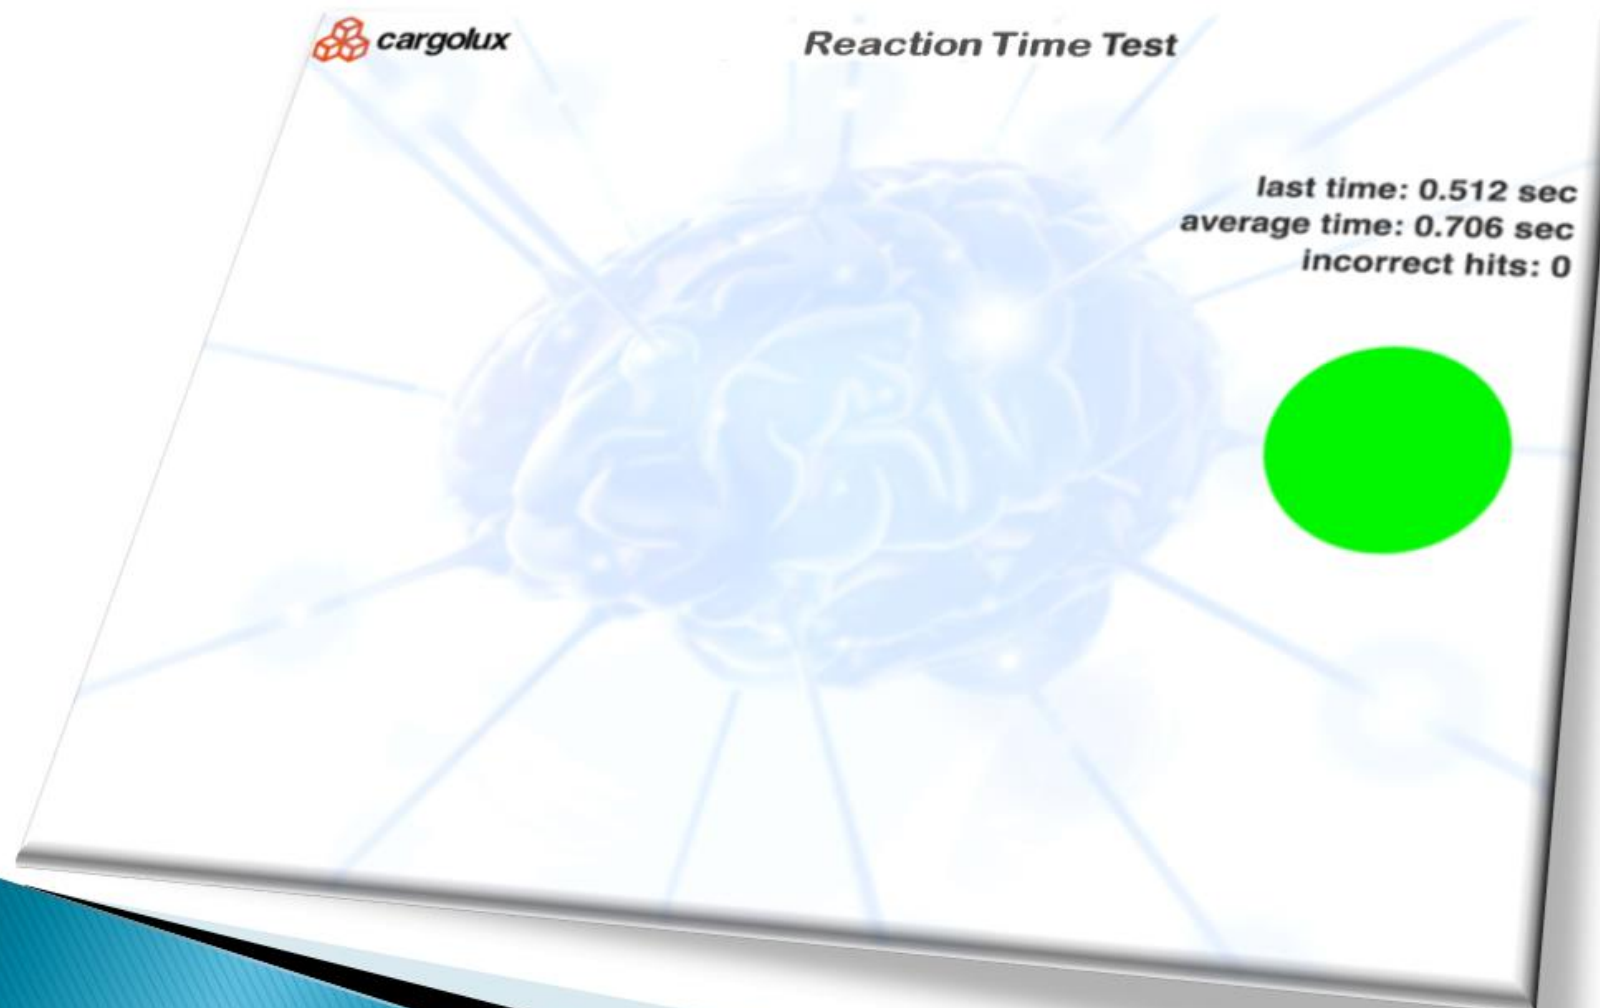 cargolux
Reaction Time Test
last time: 0.512 sec
average time: 0.706 sec
incorrect hits: 0